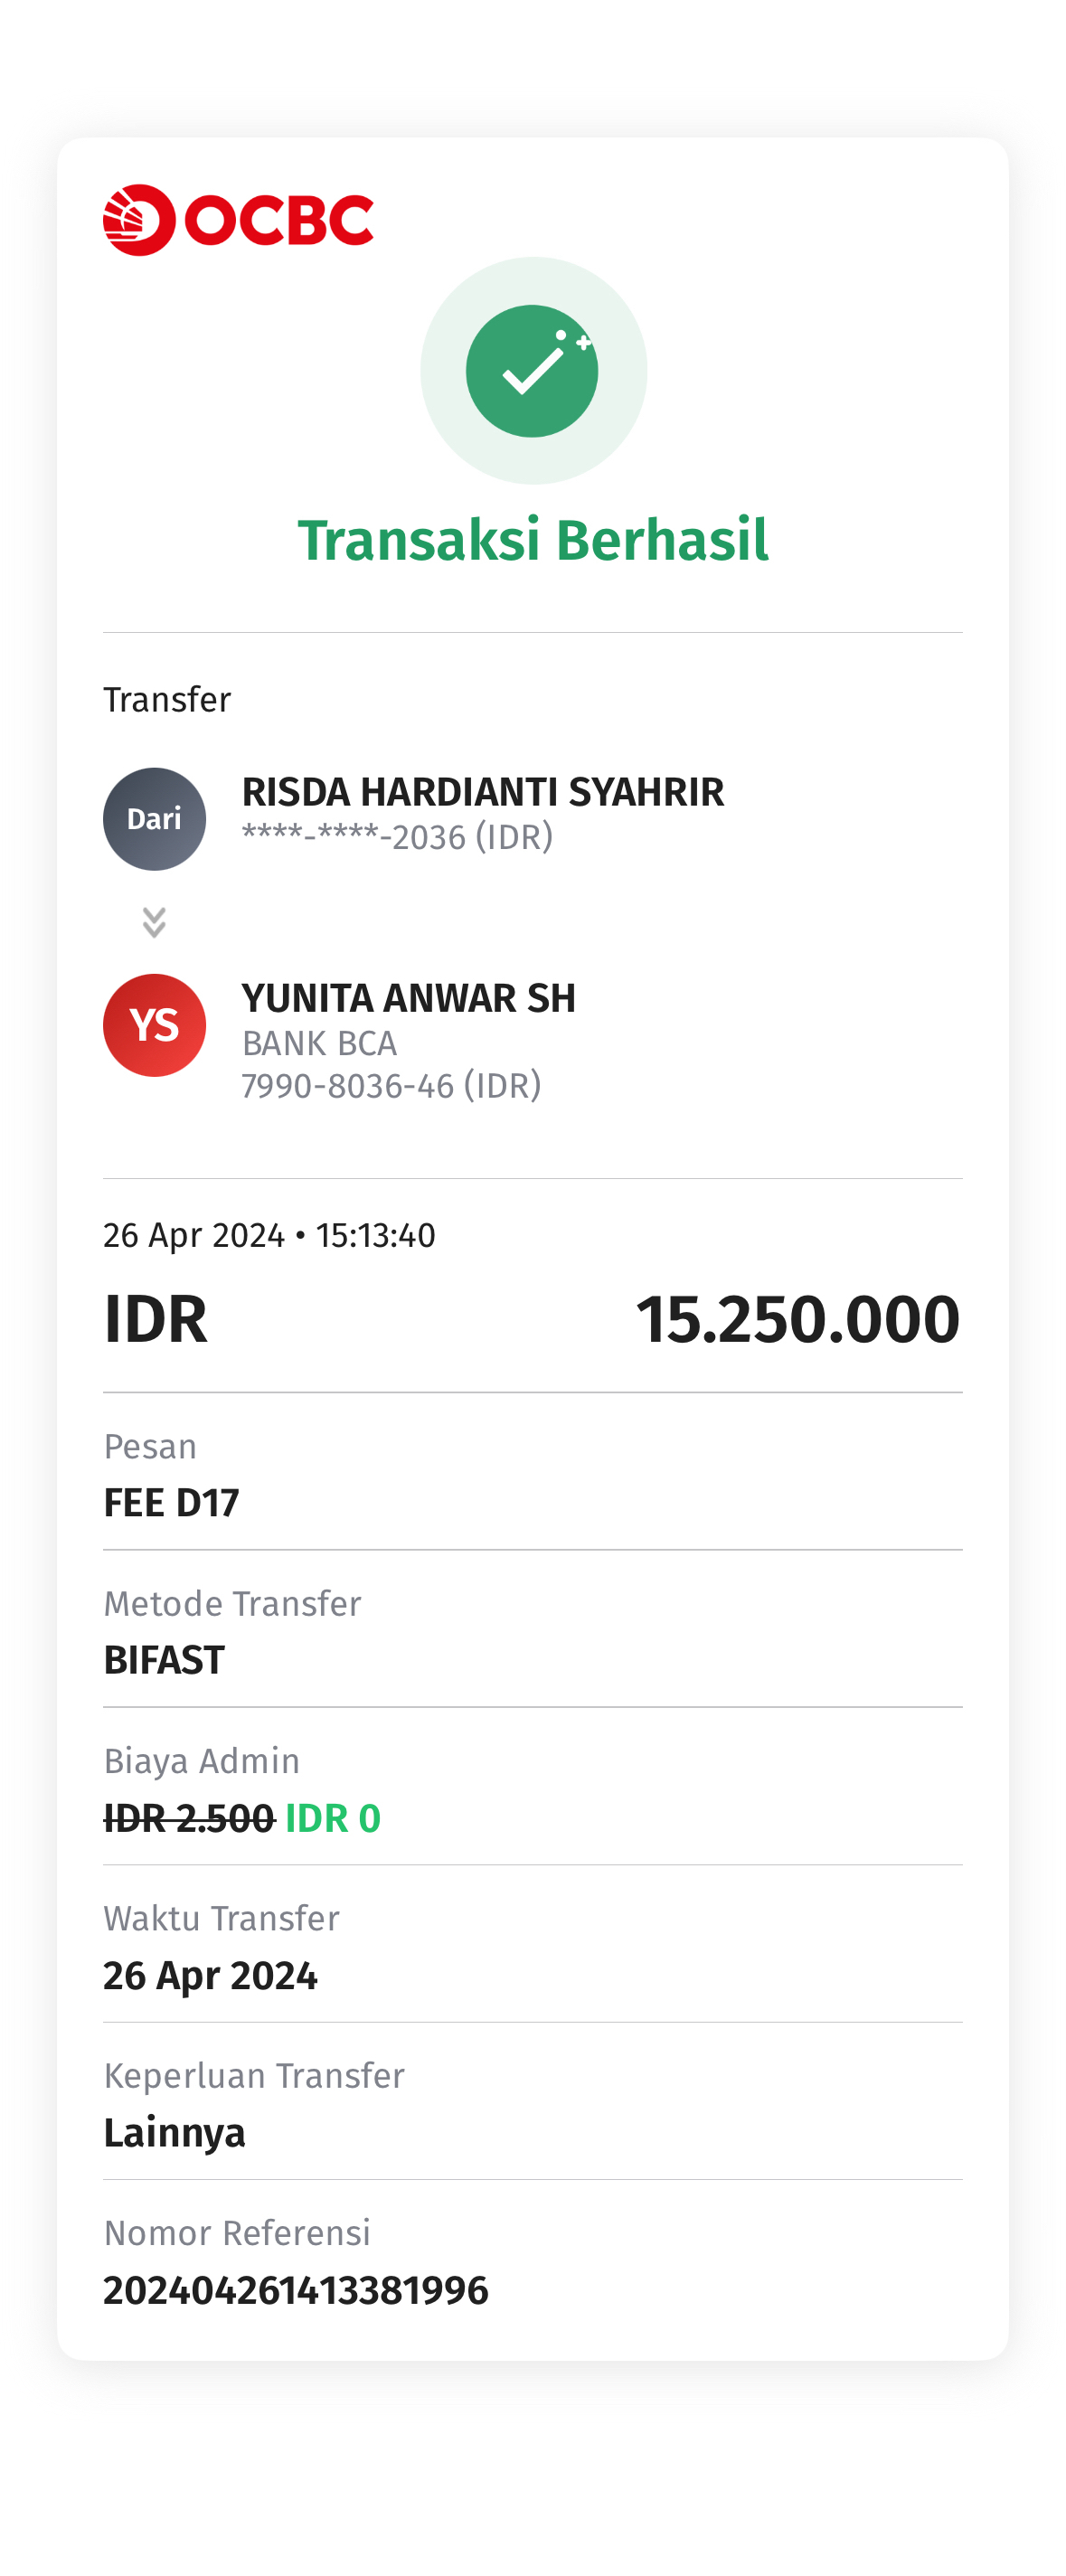 OCBC
Transaksi Berhasil
Transfer
Dari
RISDA HARDIANTI SYAHRIR
****-****-2036 (IDR)
YS
YUNITA ANWAR SH
BANK BCA
7990-8036-46 (IDR)
26 Apr 2024 • 15:13:40
IDR 15.250.000
Pesan
FEE D17
Metode Transfer
BIFAST
Biaya Admin
IDR 2.500 IDR 0
Waktu Transfer
26 Apr 2024
Keperluan Transfer
Lainnya
Nomor Referensi
202404261413381996